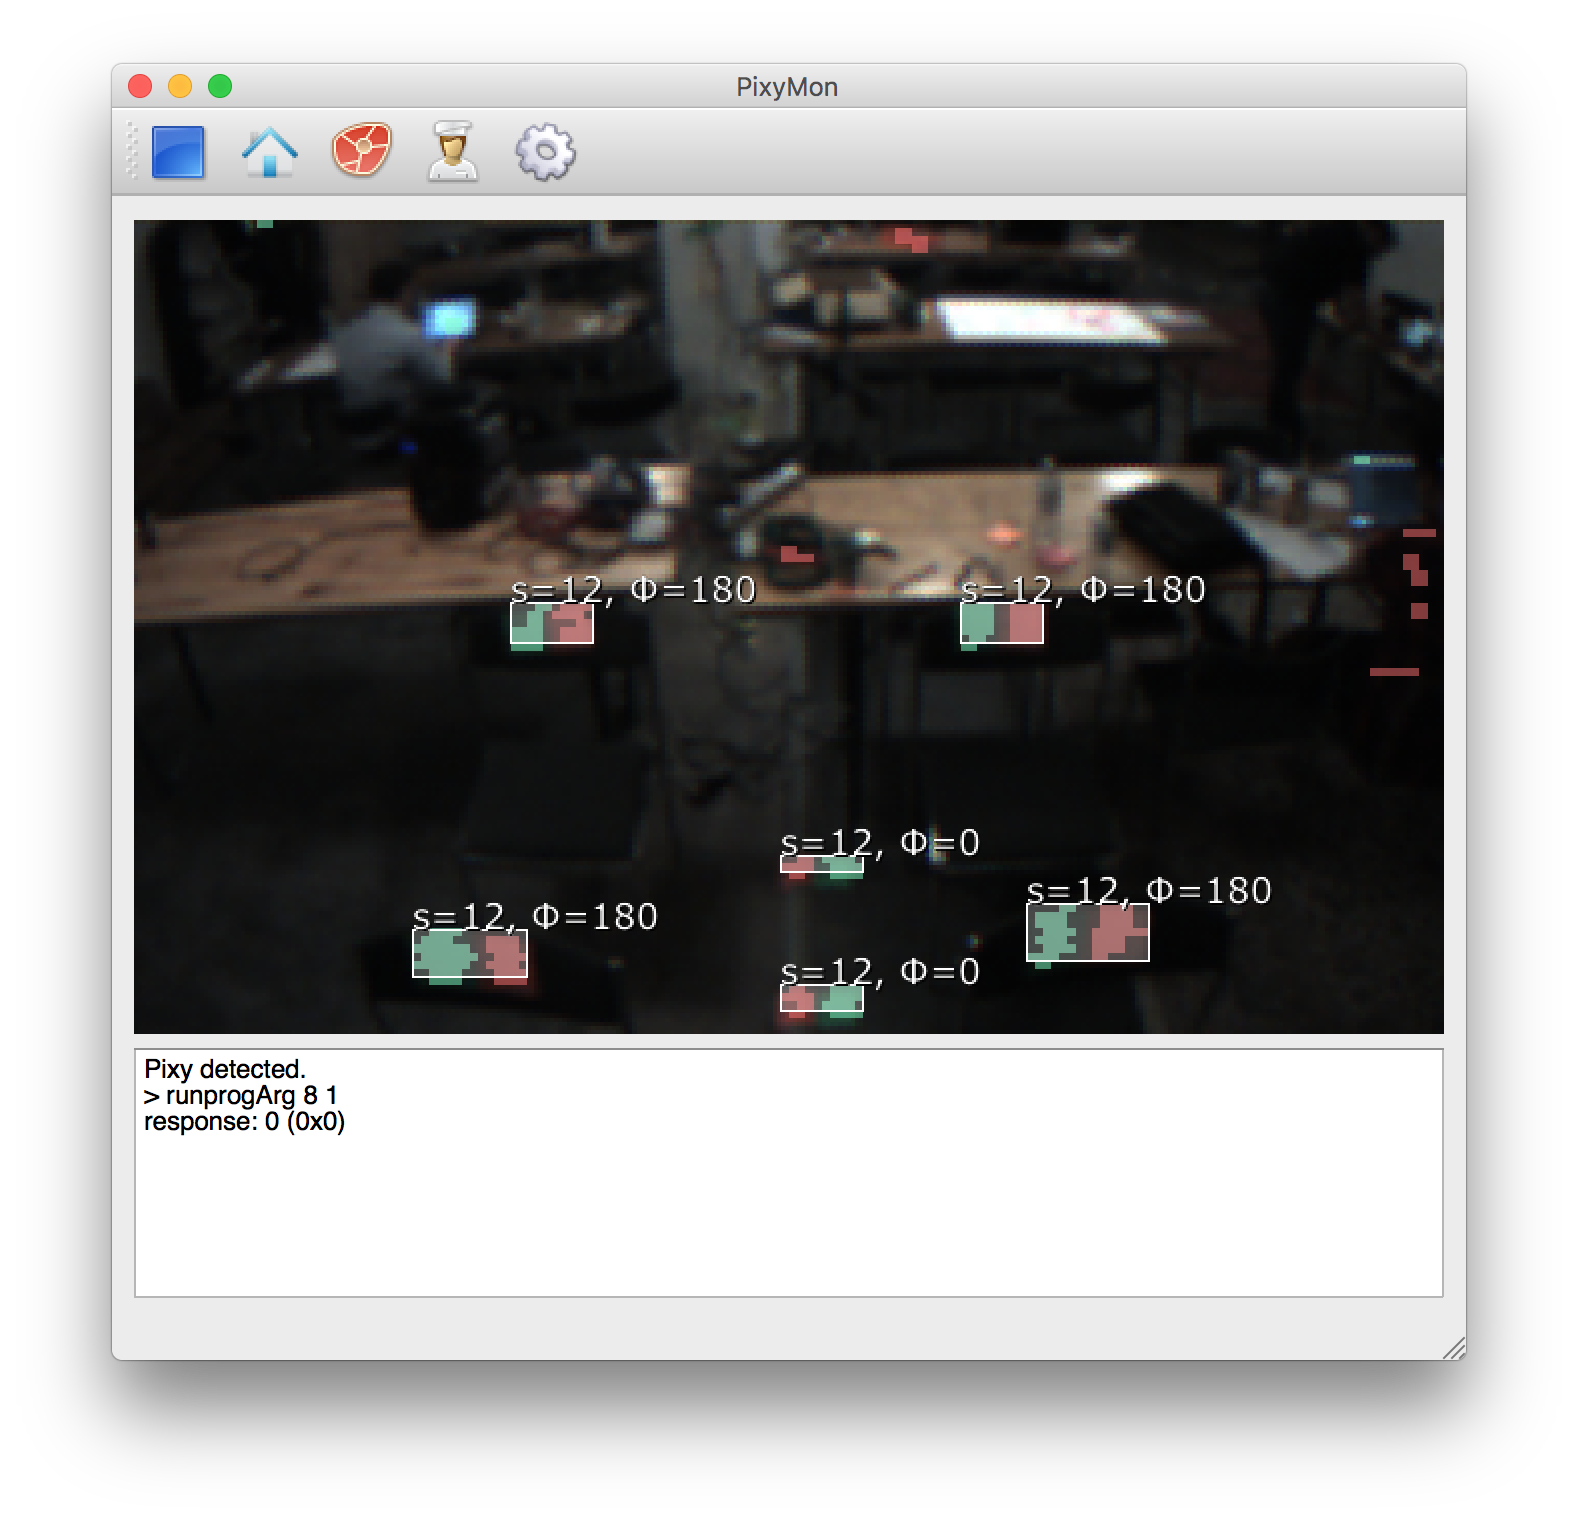 PixyMon
s=12, Φ=180
s=12, Φ=180
s=12, Φ=0
s=12, Φ=180
s=12, Φ=180
s=12, Φ=0
Pixy detected.
> runprogArg 8 1
response: 0 (0x0)